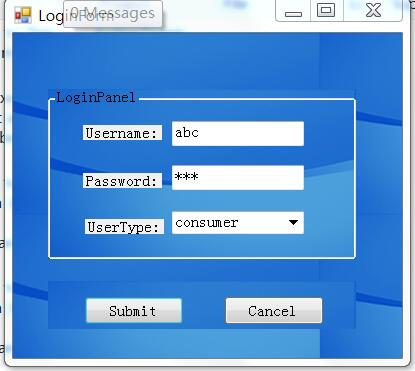 LoginForm
0 Messages
LoginPanel
Username:
abc
Password:
***
UserType:
consumer
Submit
Cancel